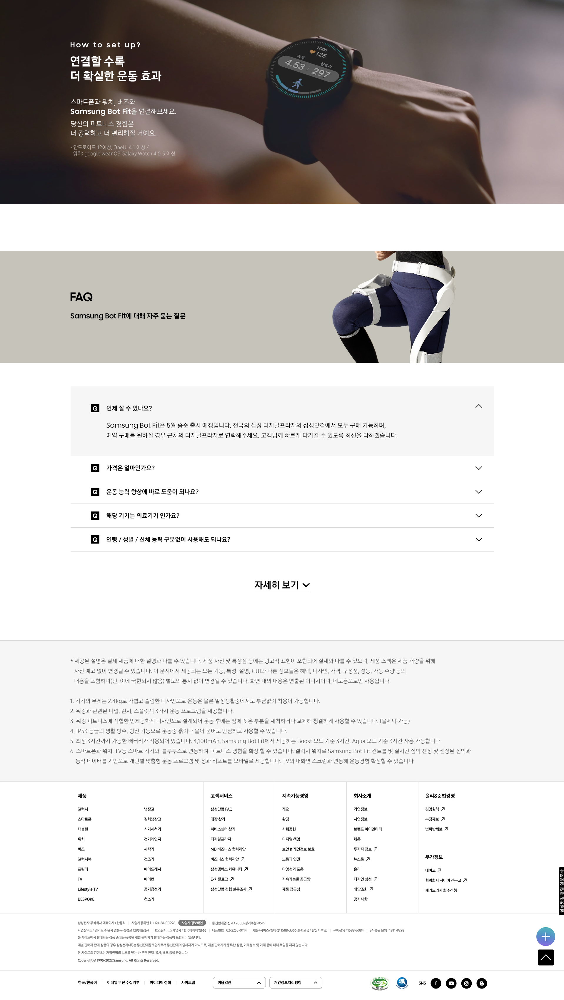 How to set up?
연결할 수록
더 확실한 운동 효과
스마트폰과 워치, 버즈와
Samsung Bot Fit을 연결해보세요.
당신의 피트니스 경험은
더 강력하고 더 편리해질 거예요.
• 안드로이드 12이상, OneUI 4.1 이상 /
워치: google wear OS Galaxy Watch 4 & 5 이상
10:08
125
거리
칼로리
4.53 | 297
FAQ
Samsung Bot Fit에 대해 자주 묻는 질문
Q 언제 살 수 있나요?
Samsung Bot Fit은 5월 중순 출시 예정입니다. 전국의 삼성 디지털프라자와 삼성닷컴에서 모두 구매 가능하며,
예약 구매를 원하실 경우 근처의 디지털프라자로 연락해주세요. 고객님께 빠르게 다가갈 수 있도록 최선을 다하겠습니다.
Q 가격은 얼마인가요?
Q 운동 능력 향상에 바로 도움이 되나요?
Q 해당 기기는 의료기기 인가요?
Q 연령 / 성별 / 신체 능력 구분없이 사용해도 되나요?
자세히 보기
* 제공된 설명은 실제 제품에 대한 설명과 다를 수 있습니다. 제품 사진 및 특장점 등에는 광고적 표현이 포함되어 실제와 다를 수 있으며, 제품 스펙은 제품 개량을 위해
사전 예고 없이 변경될 수 있습니다. 이 문서에서 제공되는 모든 기능, 특성, 설명, GUI와 다른 정보들은 혜택, 디자인, 가격, 구성품, 성능, 가능 수량 등의
내용을 포함하며(단, 이에 국한되지 않음) 별도의 통지 없이 변경될 수 있습니다. 화면 내의 내용은 연출된 이미지이며, 데모용으로만 사용됩니다.
1. 기기의 무게는 2.4kg로 가볍고 슬림한 디자인으로 운동은 물론 일상생활중에서도 부담없이 착용이 가능합니다.
2. 워킹과 관련된 니업, 런지, 스플릿잭 3가지 운동 프로그램을 제공합니다.
3. 워킹 피트니스에 적합한 인체공학적 디자인으로 설계되어 운동 후에는 땀에 젖은 부분을 세척하거나 교체해 청결하게 사용할 수 있습니다. (물세탁 가능)
4. IP53 등급의 생활 방수, 방진 기능으로 운동중 흙이나 물이 묻어도 안심하고 사용할 수 있습니다.
5. 최장 3시간까지 가능한 배터리가 적용되어 있습니다. 4,100mAh, Samsung Bot Fit에서 제공하는 Boost 모드 기준 3시간, Aqua 모드 기준 3시간 사용 가능합니다
6. 스마트폰과 워치, TV등 스마트 기기와 블루투스로 연동하여 피트니스 경험을 확장 할 수 있습니다. 갤럭시 워치로 Samsung Bot Fit 컨트롤 및 실시간 심박 센싱 및 센싱된 심박과
동작 데이터를 기반으로 개인별 맞춤형 운동 프로그램 및 성과 리포트를 모바일로 제공합니다. TV의 대화면 스크린과 연동해 운동경험 확장할 수 있습니다
제품
갤럭시
스마트폰
태블릿
워치
버즈
갤럭시북
프린터
TV
Lifestyle TV
BESPOKE
냉장고
김치냉장고
식기세척기
전기레인지
세탁기
건조기
에어드레서
에어컨
공기청정기
청소기
고객서비스
삼성닷컴 FAQ
매장 찾기
서비스센터 찾기
디지털프라자
MD 비즈니스 협력제안
비즈니스 협력제안
삼성멤버스 커뮤니티
E-카탈로그
삼성닷컴 경험 설문조사
지속가능경영
개요
환경
사회공헌
디지털 책임
보안 & 개인정보 보호
노동과 인권
다양성과 포용
지속가능한 공급망
제품 접근성
회사소개
기업정보
사업정보
브랜드 아이덴티티
채용
투자자 정보
뉴스룸
윤리
디자인 삼성
배당조회
공지사항
윤리&준법경영
경영원칙
부정제보
법위반제보
부가정보
데이코
협력회사 사이버 신문고
폐카트리지 회수신청
삼성닷컴 경험 설문조사
삼성전자 주식회사 대표이사 : 한종희 | 사업자등록번호 : 124-81-00998 사업자 정보확인 | 통신판매업 신고 : 2000-경기수원-0515
사업장주소 : 경기도 수원시 영통구 삼성로 129(매탄동) | 호스팅서비스사업자 : 한국아이비엠(주) | 대표번호 : 02-2255-0114 | 제품/서비스/멤버십: 1588-3366(통화요금 : 발신자부담) | 구매문의 : 1588-6084 | e식품관 문의 : 1811-9228
본 사이트에서 판매되는 상품 중에는 등록된 개별 판매자가 판매하는 상품이 포함되어 있습니다.
개별 판매자 판매 상품의 경우 삼성전자(주)는 통신판매중개업자로서 통신판매의 당사자가 아니므로, 개별 판매자가 등록한 상품, 거래정보 및 거래 등에 대해 책임을 지지 않습니다.
본 사이트의 컨텐츠는 저작권법의 보호를 받는 바 무단 전재, 복사, 배포 등을 금합니다.
Copyright © 1995-2022 Samsung. All Rights Reserved.
한국/한국어 | 이메일 무단 수집거부 | 아이디어 정책 | 사이트맵
이용약관
개인정보처리방침
WA
SNS